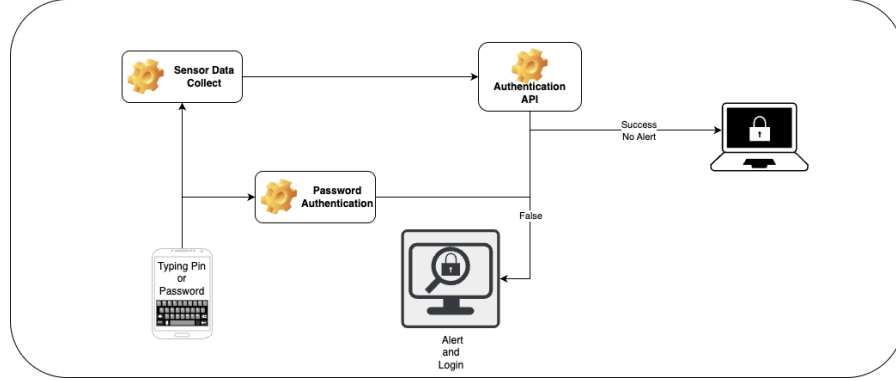 Sensor Data
Collect
Authentication
API
Success
No Alert
Password
Authentication
False
Typing Pin
or
Password
Alert
and
Login